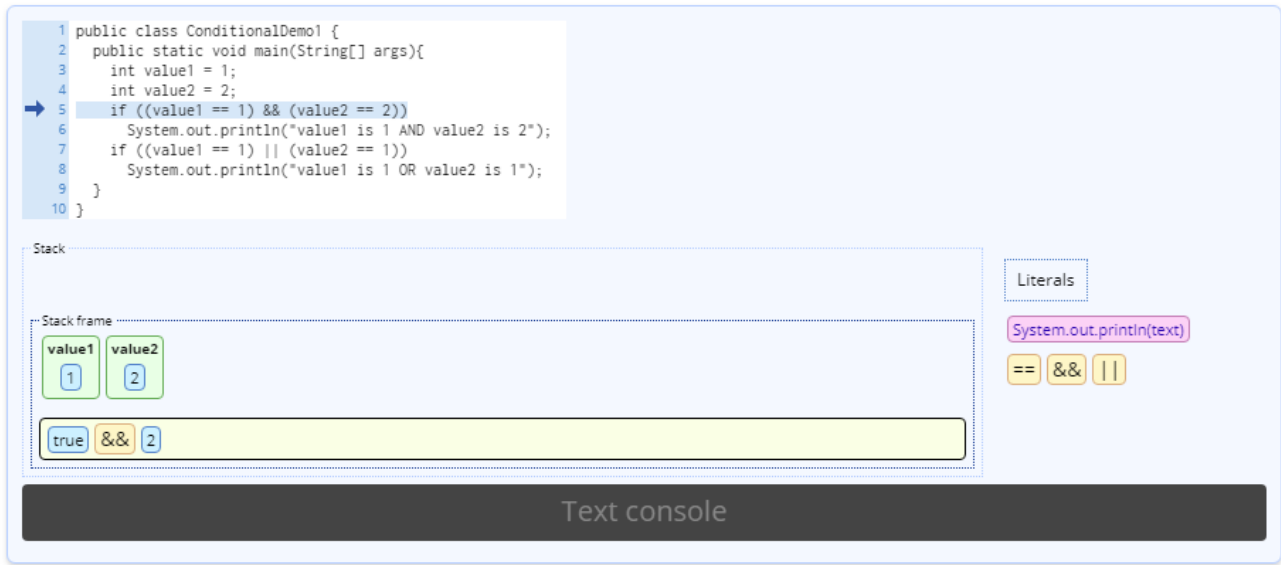 1 public class ConditionalDemo1 {
2 public static void main(String[] args){
3 int value1 = 1;
4 int value2 = 2;
5 if ((value1 == 1) && (value2 == 2))
6 System.out.println("value1 is 1 AND value2 is 2");
7 if ((value1 == 1) || (value2 == 1))
8 System.out.println("value1 is 1 OR value2 is 1");
9 }
10 }
Stack
Literals
Stack frame
System.out.println(text)
value1 value2
1 2
== && ||
true && 2
Text console